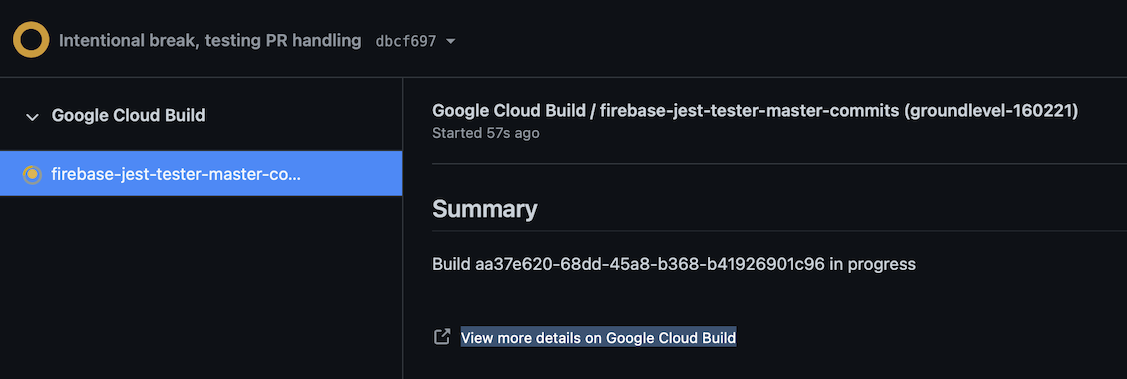 Intentional break, testing PR handling dbcf697
Google Cloud Build
firebase-jest-tester-master-co...
Google Cloud Build / firebase-jest-tester-master-commits (groundlevel-160221)
Started 57s ago
Summary
Build aa37e620-68dd-45a8-b368-b41926901c96 in progress
View more details on Google Cloud Build